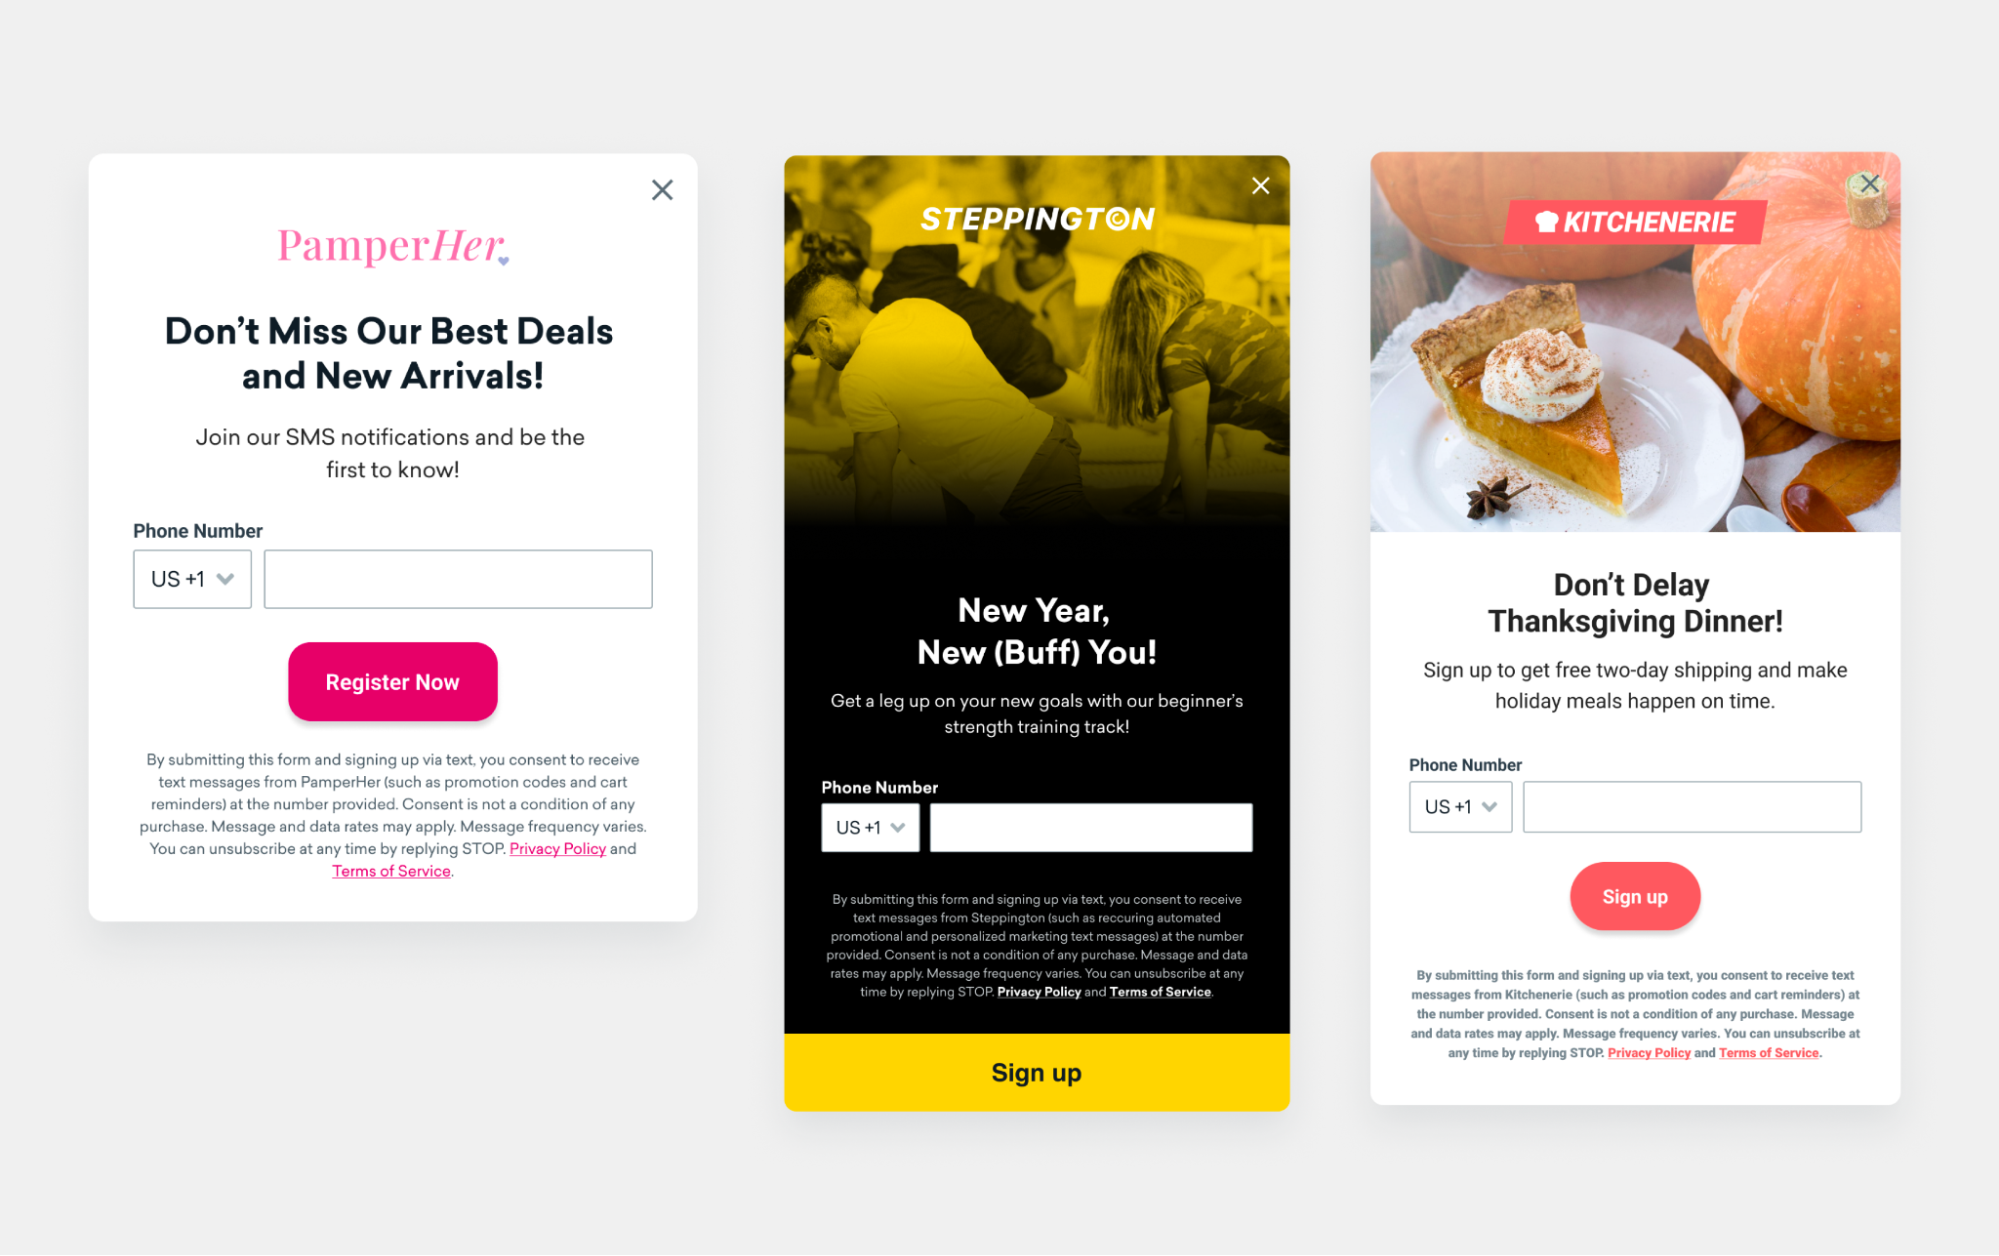 PamperHer
Don't Miss Our Best Deals
and New Arrivals!
Join our SMS notifications and be the
first to know!
Phone Number
US +1
Register Now
By submitting this form and signing up via text, you consent to receive
text messages from PamperHer (such as promotion codes and cart
reminders) at the number provided. Consent is not a condition of any
purchase. Message and data rates may apply. Message frequency varies.
You can unsubscribe at any time by replying STOP. Privacy Policy and
Terms of Service.
STEPPINGTON
New Year,
New (Buff) You!
Get a leg up on your new goals with our beginner's
strength training track!
Phone Number
US +1
By submitting this form and signing up via text, you consent to receive
text messages from Steppington (such as reccuring automated
promotional and personalized marketing text messages) at the number
provided. Consent is not a condition of any purchase. Message and data
rates may apply. Message frequency varies. You can unsubscribe at any
time by replying STOP. Privacy Policy and Terms of Service.
Sign up
KITCHENERIE
Don't Delay
Thanksgiving Dinner!
Sign up to get free two-day shipping and make
holiday meals happen on time.
Phone Number
US +1
Sign up
By submitting this form and signing up via text, you consent to receive text
messages from Kitchenerie (such as promotion codes and cart reminders) at
the number provided. Consent is not a condition of any purchase. Message
and data rates may apply. Message frequency varies. You can unsubscribe at
any time by replying STOP. Privacy Policy and Terms of Service.